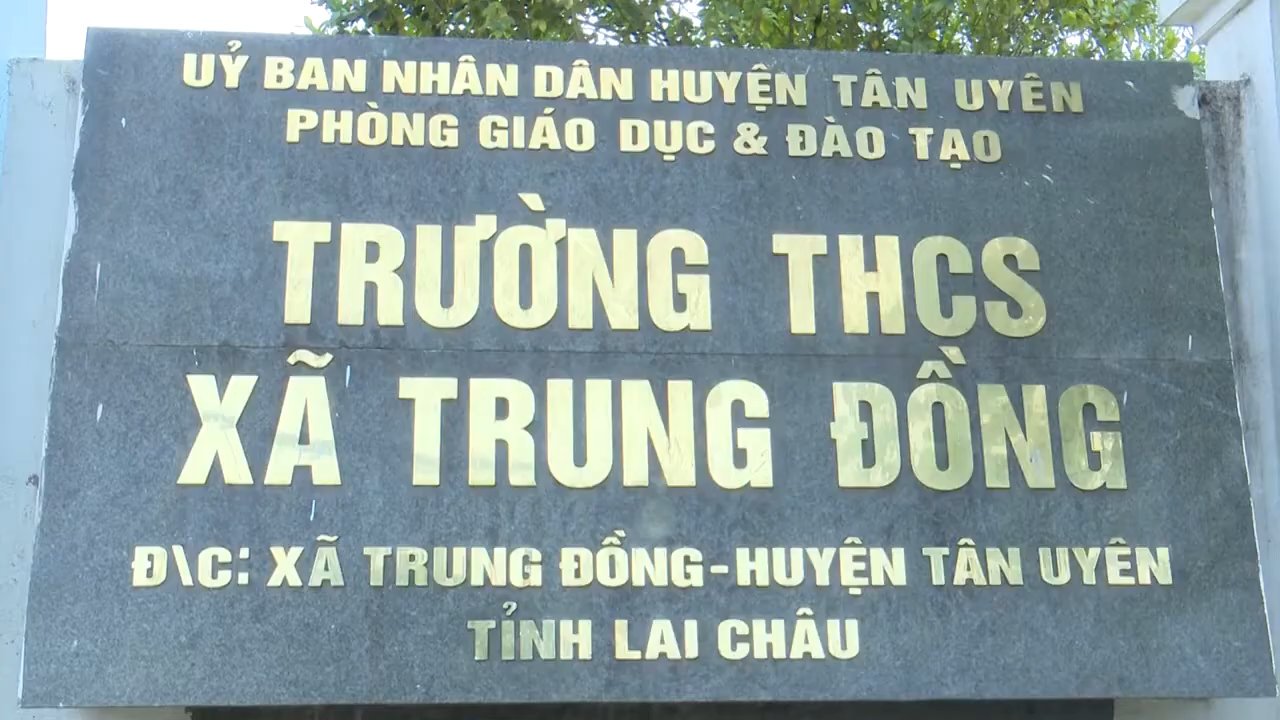 UỶ BAN NHÂN DÂN HUYỆN TÂN UYÊN
PHÒNG GIÁO DỤC & ĐÀO TẠO
TRƯỜNG THCS
XÃ TRUNG ĐỒNG
Đ\C: XÃ TRUNG ĐỒNG-HUYỆN TÂN UYÊN
TỈNH LAI CHÂU